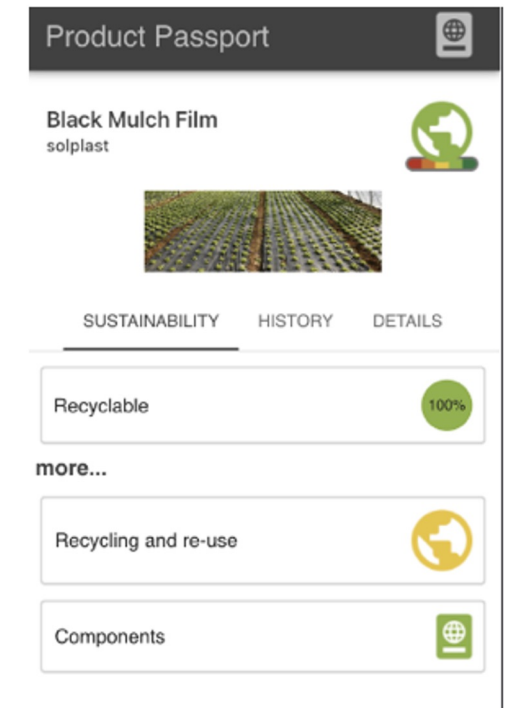 Product Passport
Black Mulch Film
solplast
SUSTAINABILITY HISTORY DETAILS
Recyclable 100%
more...
Recycling and re-use
Components